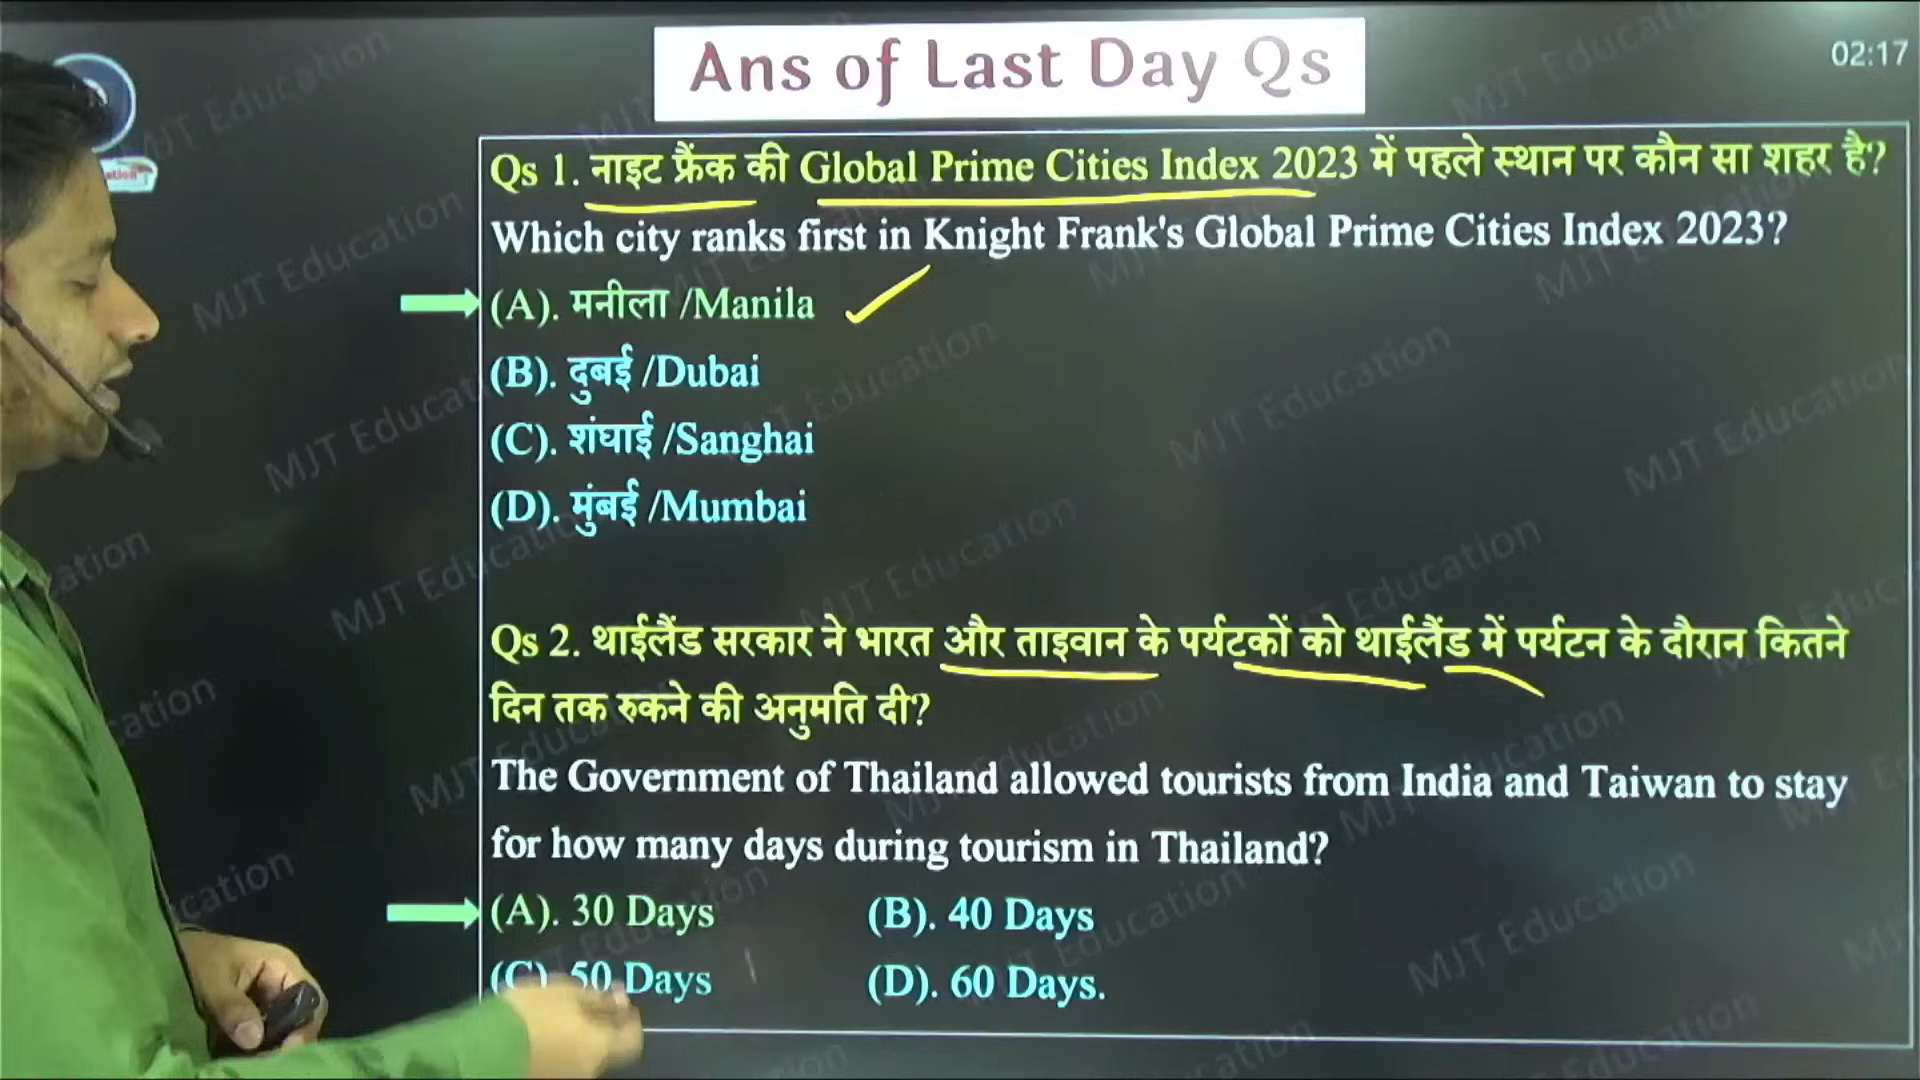 Ans of Last Day Qs
02:17
Qs 1. नाइट फ्रैंक की Global Prime Cities Index 2023 में पहले स्थान पर कौन सा शहर है?
Which city ranks first in Knight Frank's Global Prime Cities Index 2023?
(A). मनीला /Manila
(B). दुबई /Dubai
(C). शंघाई /Sanghai
(D). मुंबई /Mumbai
Qs 2. थाईलैंड सरकार ने भारत और ताइवान के पर्यटकों को थाईलैंड में पर्यटन के दौरान कितने
दिन तक रुकने की अनुमति दी?
The Government of Thailand allowed tourists from India and Taiwan to stay
for how many days during tourism in Thailand?
(A). 30 Days (B). 40 Days
(C). 50 Days (D). 60 Days.
MJT Education